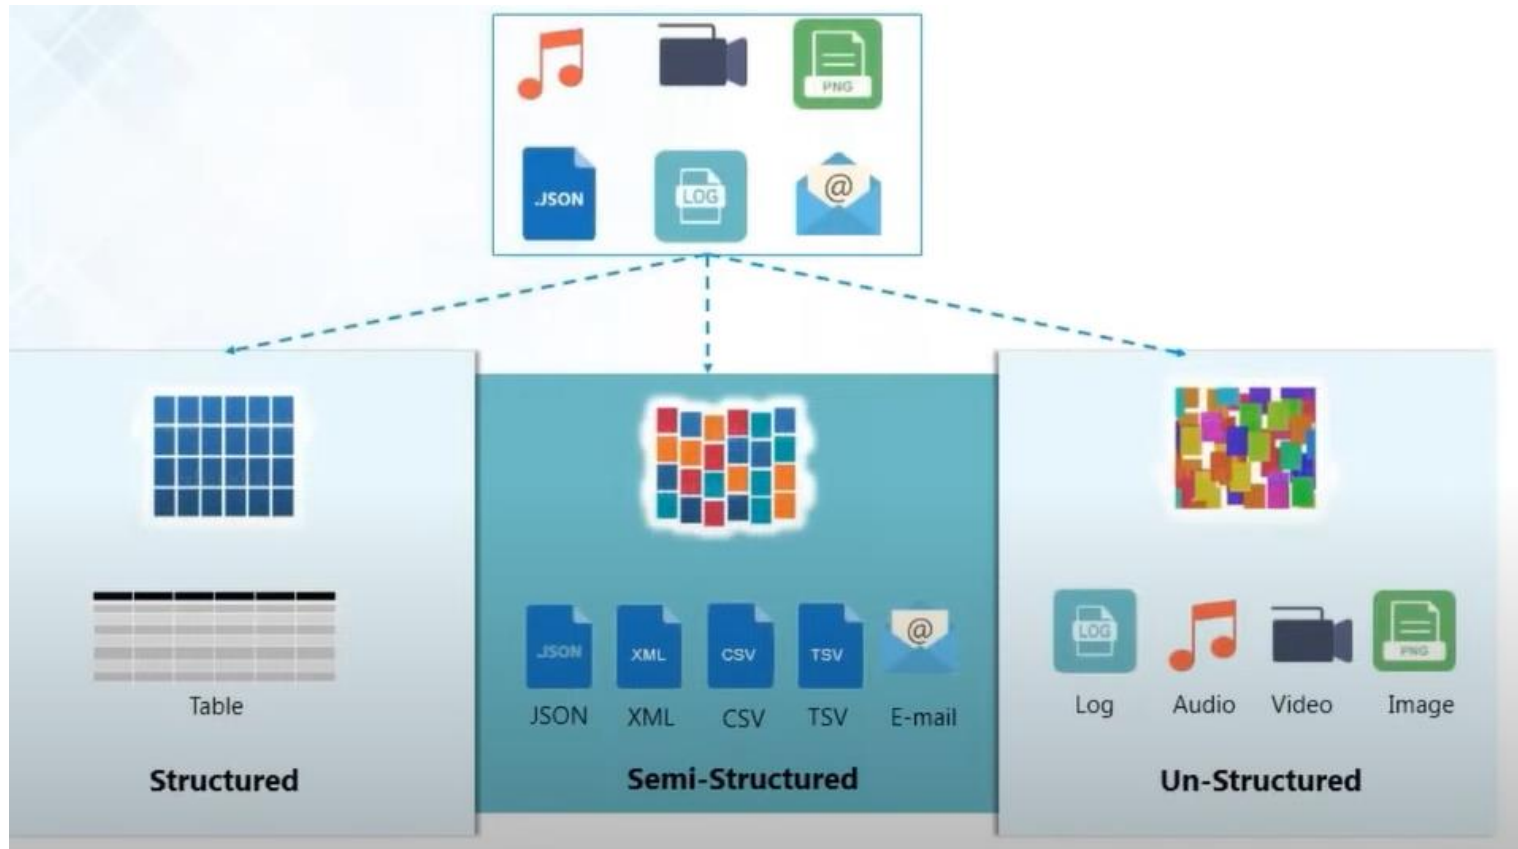 PNG
.JSON
LOG
@
@
.JSON
XML
CSV
TSV
LOG
PNG
Table
JSON
XML
CSV
TSV
E-mail
Log
Audio
Video
Image
Structured
Semi-Structured
Un-Structured